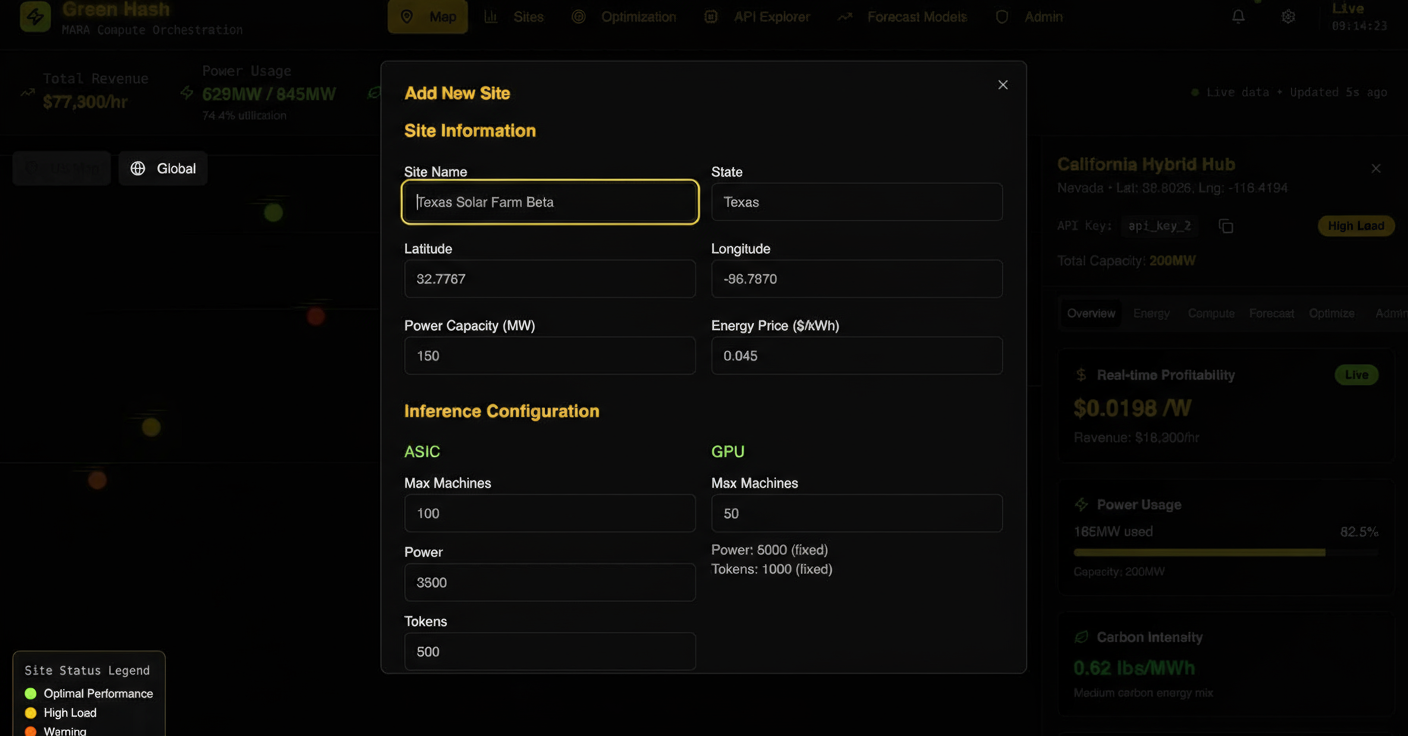 Green Hash
MARA Compute Orchestration
Map
Sites
Optimization
API Explorer
Forecast Models
Admin
Live
09:14:23
Total Revenue
$77,300/hr
Power Usage
629MW / 845MW
74.4% utilization
Live data • Updated 5s ago
Global
Add New Site
Site Information
Site Name
State
Texas Solar Farm Beta
Texas
Latitude
Longitude
32.7767
-96.7870
Power Capacity (MW)
Energy Price ($/kWh)
150
0.045
Inference Configuration
ASIC
GPU
Max Machines
Max Machines
100
50
Power
Power: 5000 (fixed)
Tokens: 1000 (fixed)
3500
Tokens
500
California Hybrid Hub
Nevada • Lat: 38.8026, Lng: -116.4194
API Key: api_key_2
High Load
Total Capacity: 200MW
Overview
Energy
Compute
Forecast
Optimize
Admin
Real-time Profitability
Live
$0.0198 /W
Revenue: $18,300/hr
Power Usage
165MW used
82.5%
Capacity: 200MW
Carbon Intensity
0.62 lbs/MWh
Medium carbon energy mix
Site Status Legend
Optimal Performance
High Load
Warning